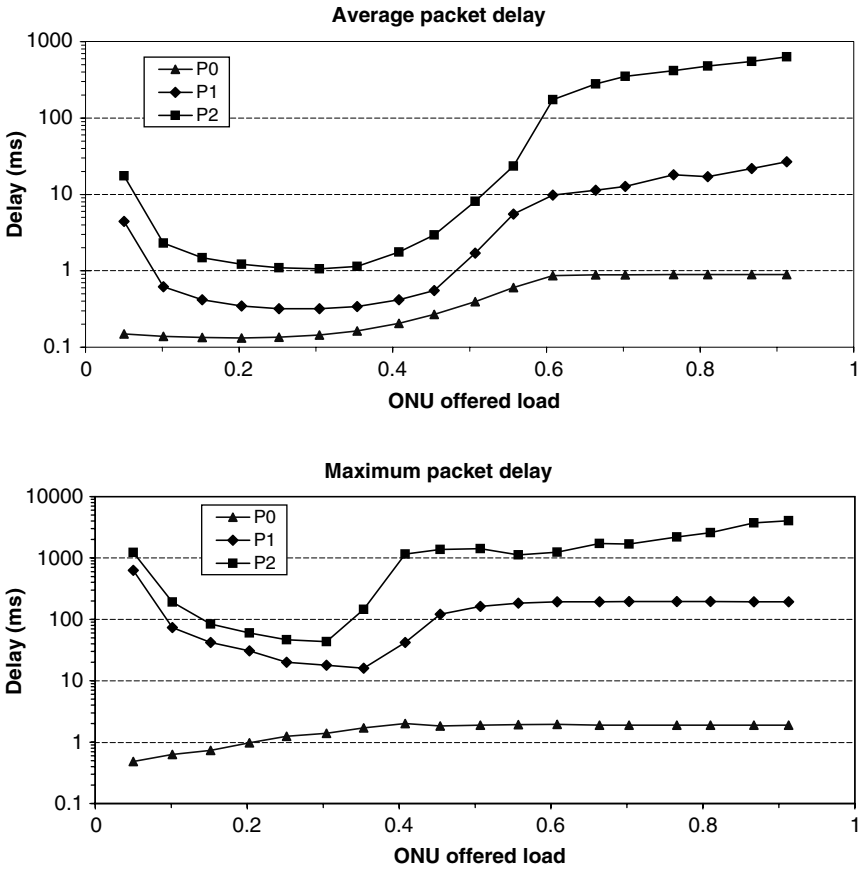 Average packet delay
1000
100
10
1
0.1
Delay (ms)
P0
P1
P2
0 0.2 0.4 0.6 0.8 1
ONU offered load
Maximum packet delay
10000
1000
100
10
1
0.1
Delay (ms)
P0
P1
P2
0 0.2 0.4 0.6 0.8 1
ONU offered load